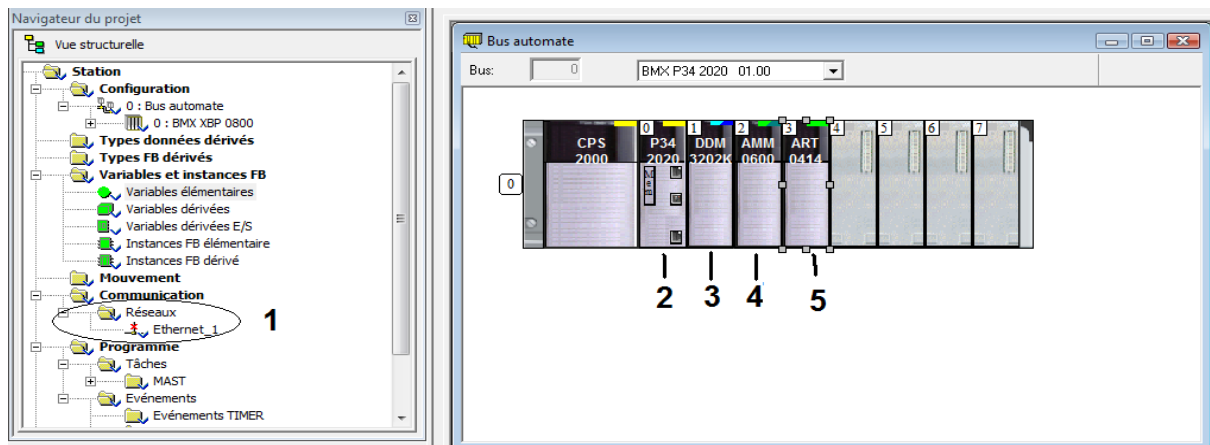 Navigateur du projet
Vue structurelle
Station
Configuration
0 : Bus automate
0 : BMX XBP 0800
Types données dérivés
Types FB dérivés
Variables et instances FB
Variables élémentaires
Variables dérivées
Variables dérivées E/S
Instances FB élémentaire
Instances FB dérivé
Mouvement
Communication
Réseaux
Ethernet_1
1
Programme
Tâches
MAST
Evénements
Evénements TIMER
Bus automate
Bus: 0 BMX P34 2020 01.00
0 1 2 3 4 5 6 7
CPS P34 DDM AMM ART
2000 2020 3202K 0600 0414
Mem
0
2 3 4 5